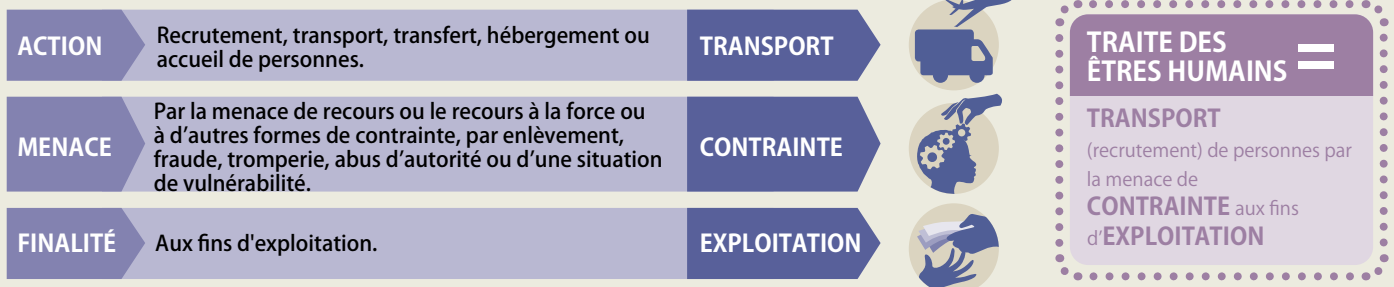 ACTION
Recrutement, transport, transfert, hébergement ou
accueil de personnes.
TRANSPORT
MENACE
Par la menace de recours ou le recours à la force ou
à d'autres formes de contrainte, par enlèvement,
fraude, tromperie, abus d'autorité ou d'une situation
de vulnérabilité.
CONTRAINTE
FINALITÉ
Aux fins d'exploitation.
EXPLOITATION
TRAITE DES
ÊTRES HUMAINS =
TRANSPORT
(recrutement) de personnes par
la menace de
CONTRAINTE aux fins
d'EXPLOITATION